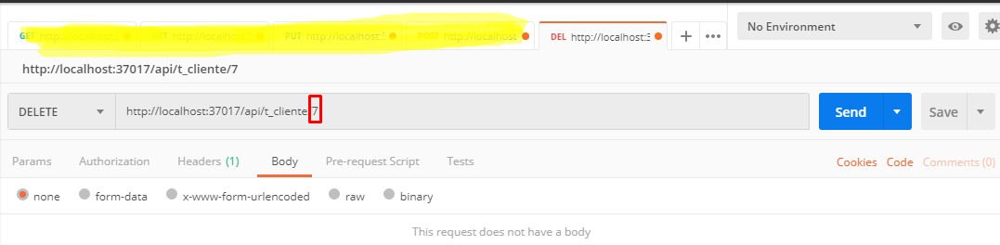 GET http://localhost:3 GET http://localhost:3 PUT http://localhost:3 POST http://localhost DEL http://localhost:3 + ••• No Environment
http://localhost:37017/api/t_cliente/7
DELETE http://localhost:37017/api/t_cliente/7 Send Save
Params Authorization Headers (1) Body Pre-request Script Tests Cookies Code Comments (0)
none form-data x-www-form-urlencoded raw binary
This request does not have a body